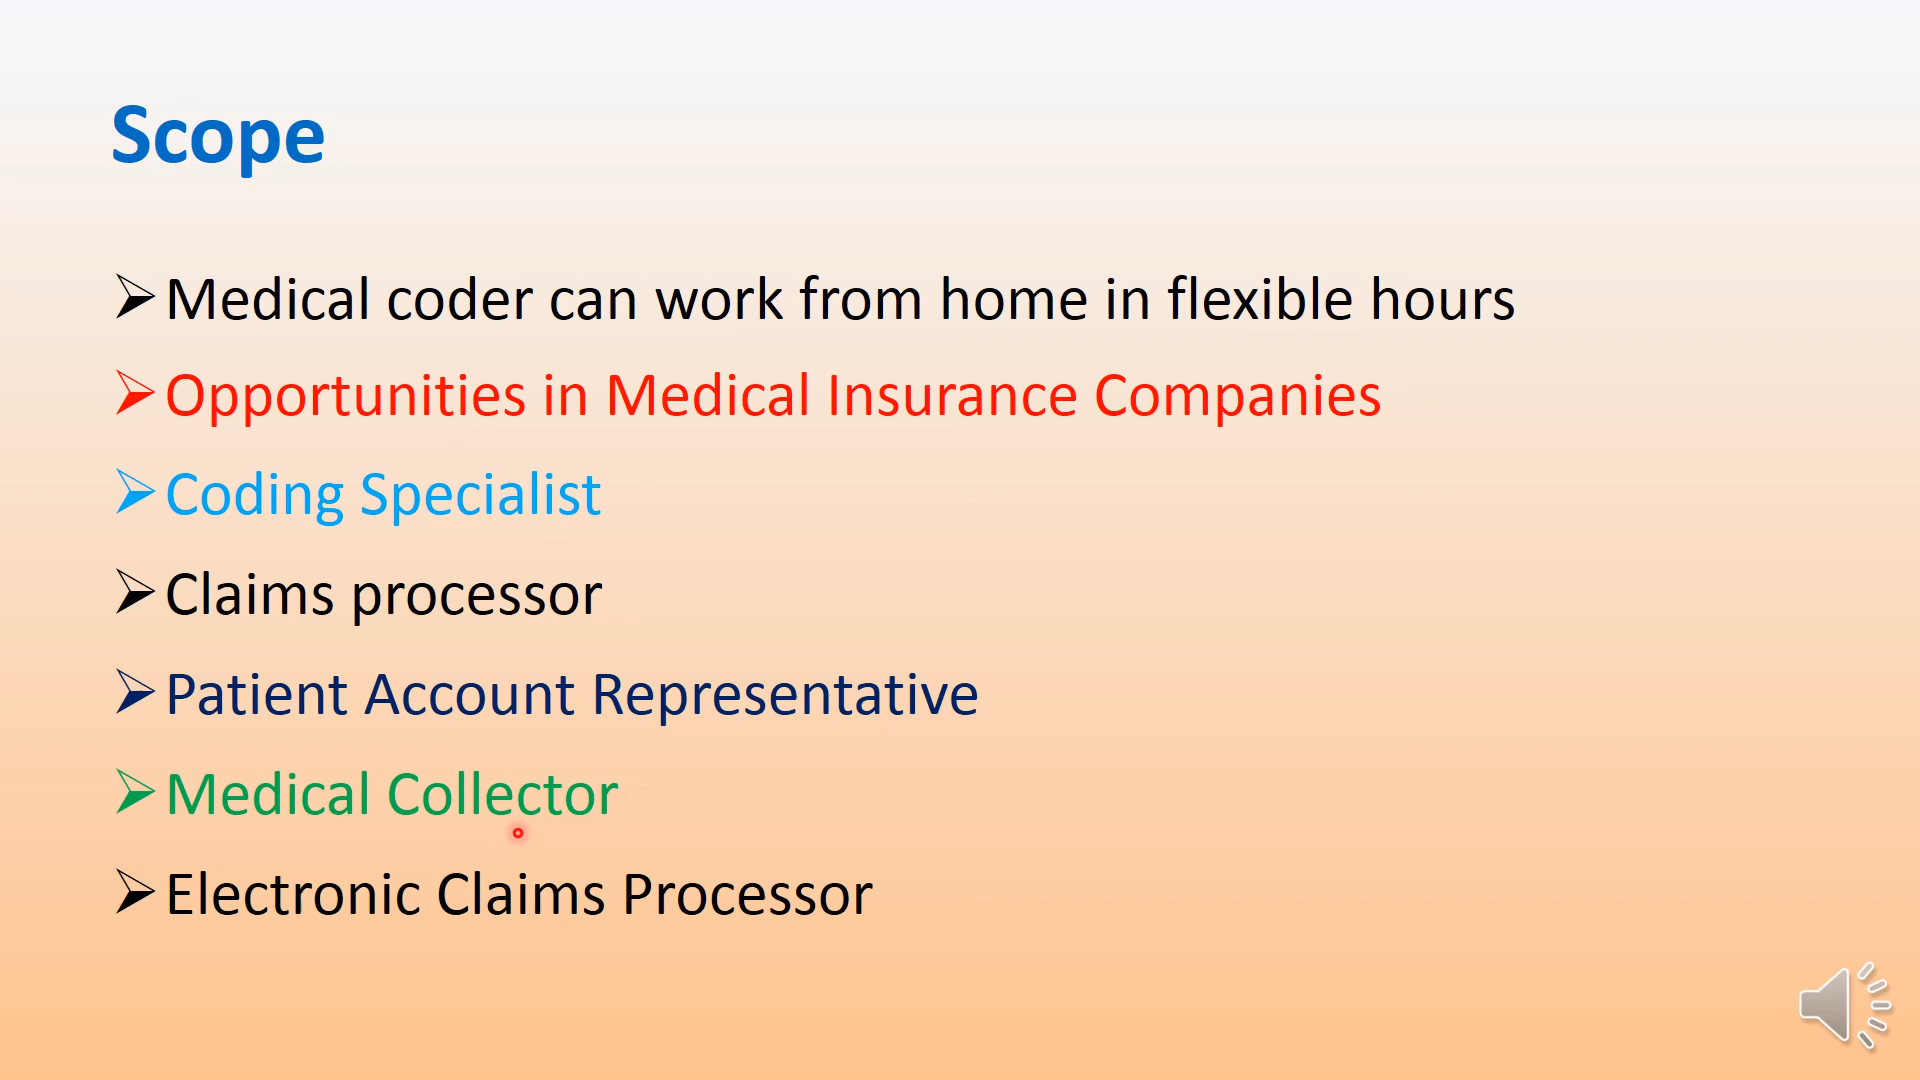 Scope
Medical coder can work from home in flexible hours
Opportunities in Medical Insurance Companies
Coding Specialist
Claims processor
Patient Account Representative
Medical Collector
Electronic Claims Processor